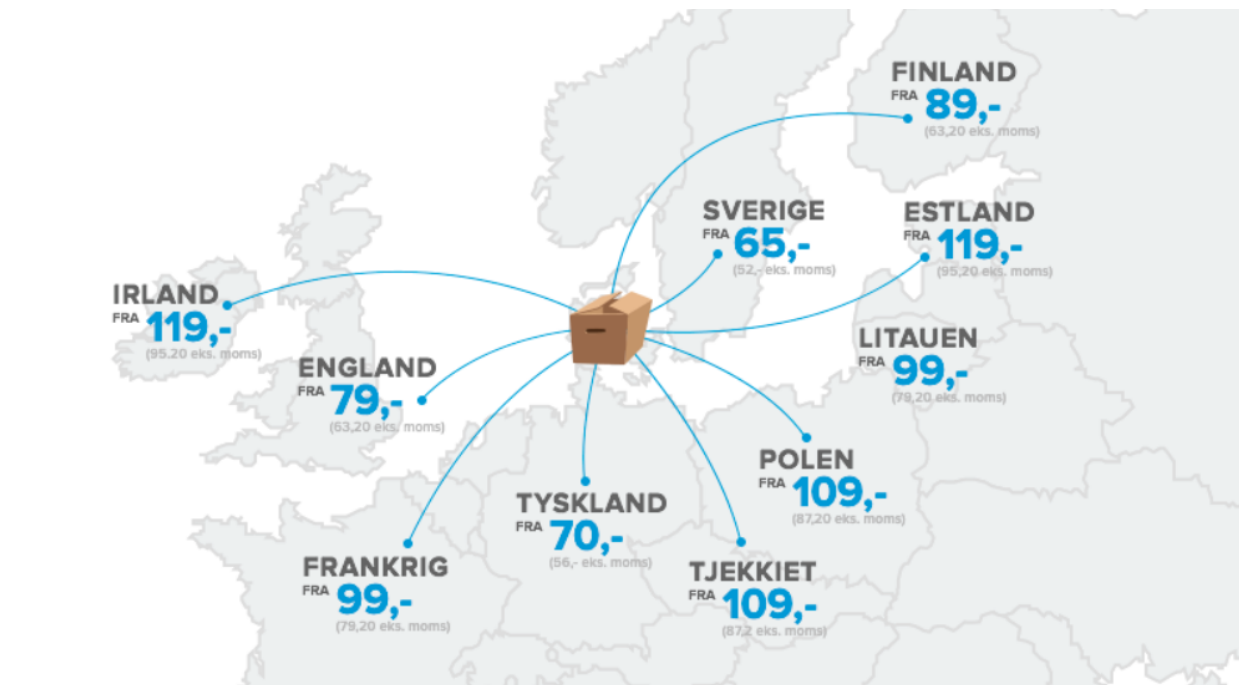 FINLAND
FRA 89,-
(63,20 eks. moms)
SVERIGE
FRA 65,-
(52,- eks. moms)
ESTLAND
FRA 119,-
(95,20 eks. moms)
IRLAND
FRA 119,-
(95.20 eks. moms)
LITAUEN
FRA 99,-
(79,20 eks. moms)
ENGLAND
FRA 79,-
(63,20 eks. moms)
POLEN
FRA 109,-
(87,20 eks. moms)
TYSKLAND
FRA 70,-
(56,- eks. moms)
FRANKRIG
FRA 99,-
(79,20 eks. moms)
TJEKKIET
FRA 109,-
(87,2 eks. moms)